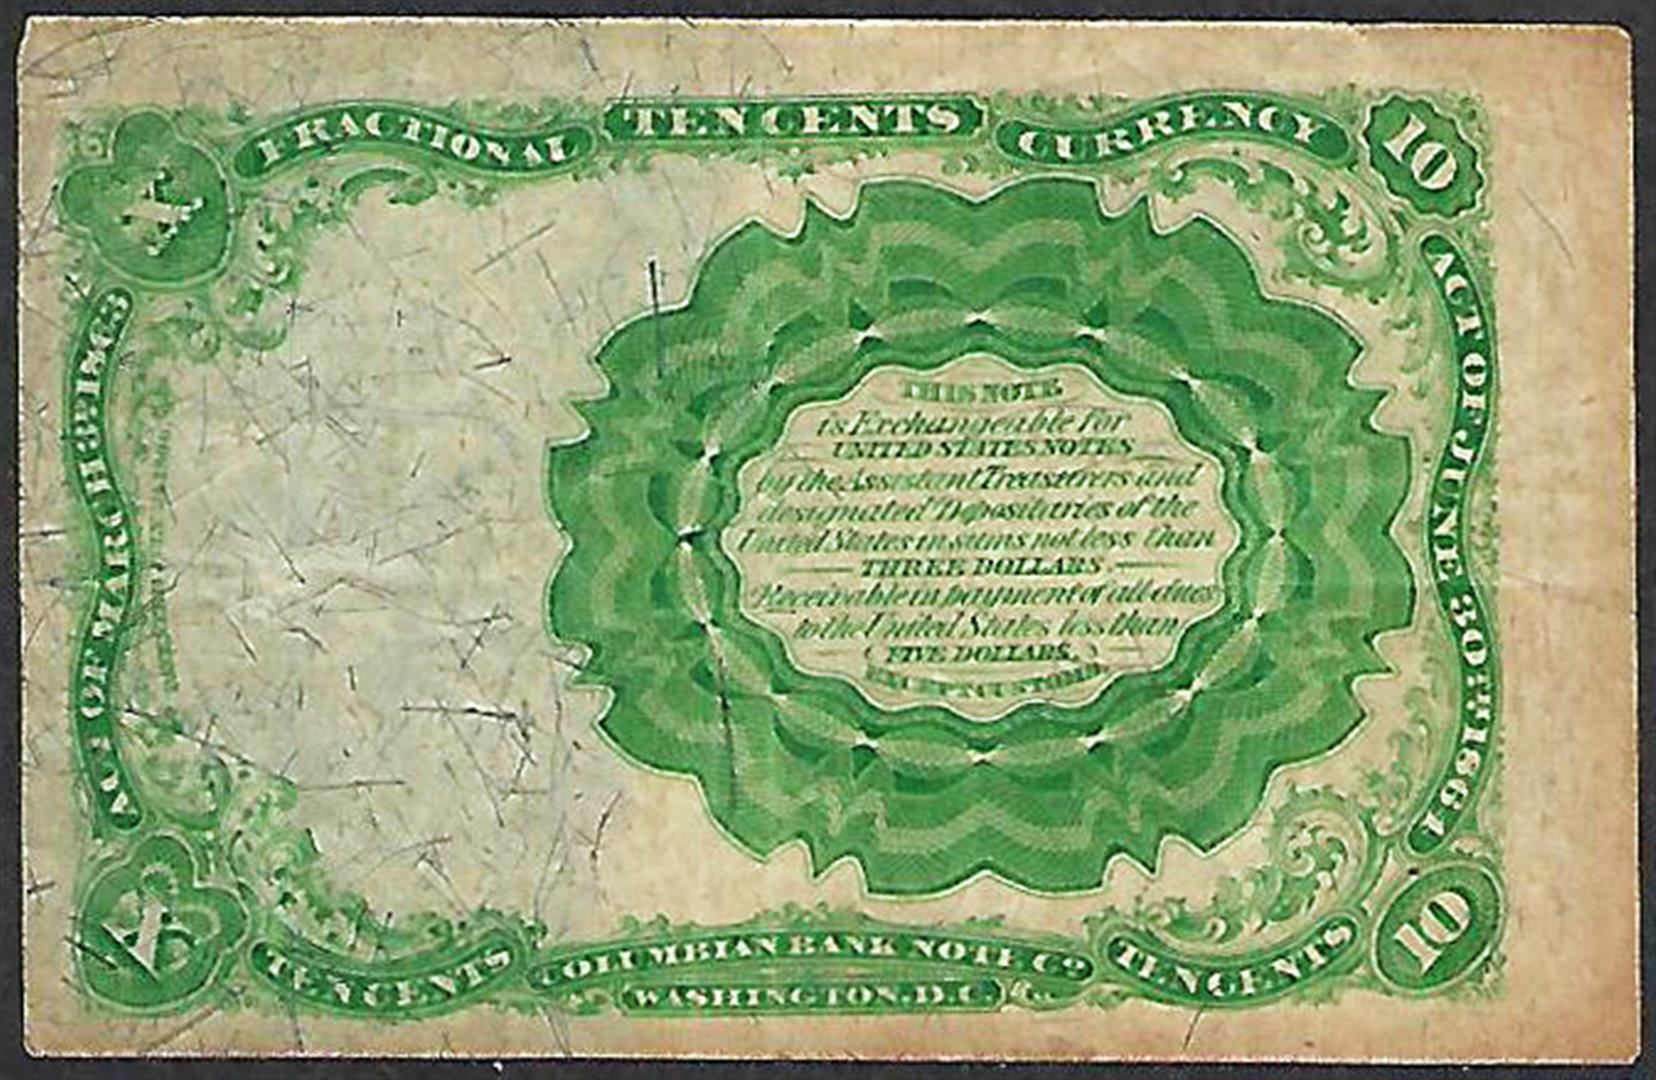 FRACTIONAL TEN CENTS CURRENCY
X
10
ACT OF MARCH 3RD 1863
ACT OF JUNE 30TH 1864
THIS NOTE
is Exchangeable For
UNITED STATES NOTES
by the Assistant Treasurers and
designated Depositaries of the
United States in sums not less than
THREE DOLLARS
Receivable in payment of all dues
to the United States less than
FIVE DOLLARS.
EXCEPT CUSTOMS
X
10
TEN CENTS
COLUMBIAN BANK NOTE CO
WASHINGTON. D.C.
TEN CENTS